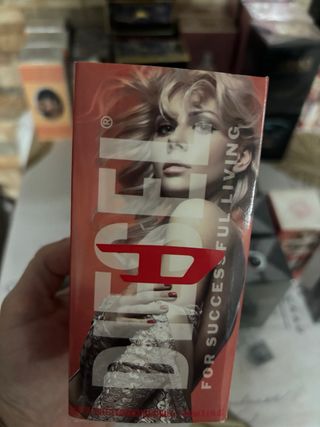 DIESEL®
FOR SUCCESSFUL LIVING
D